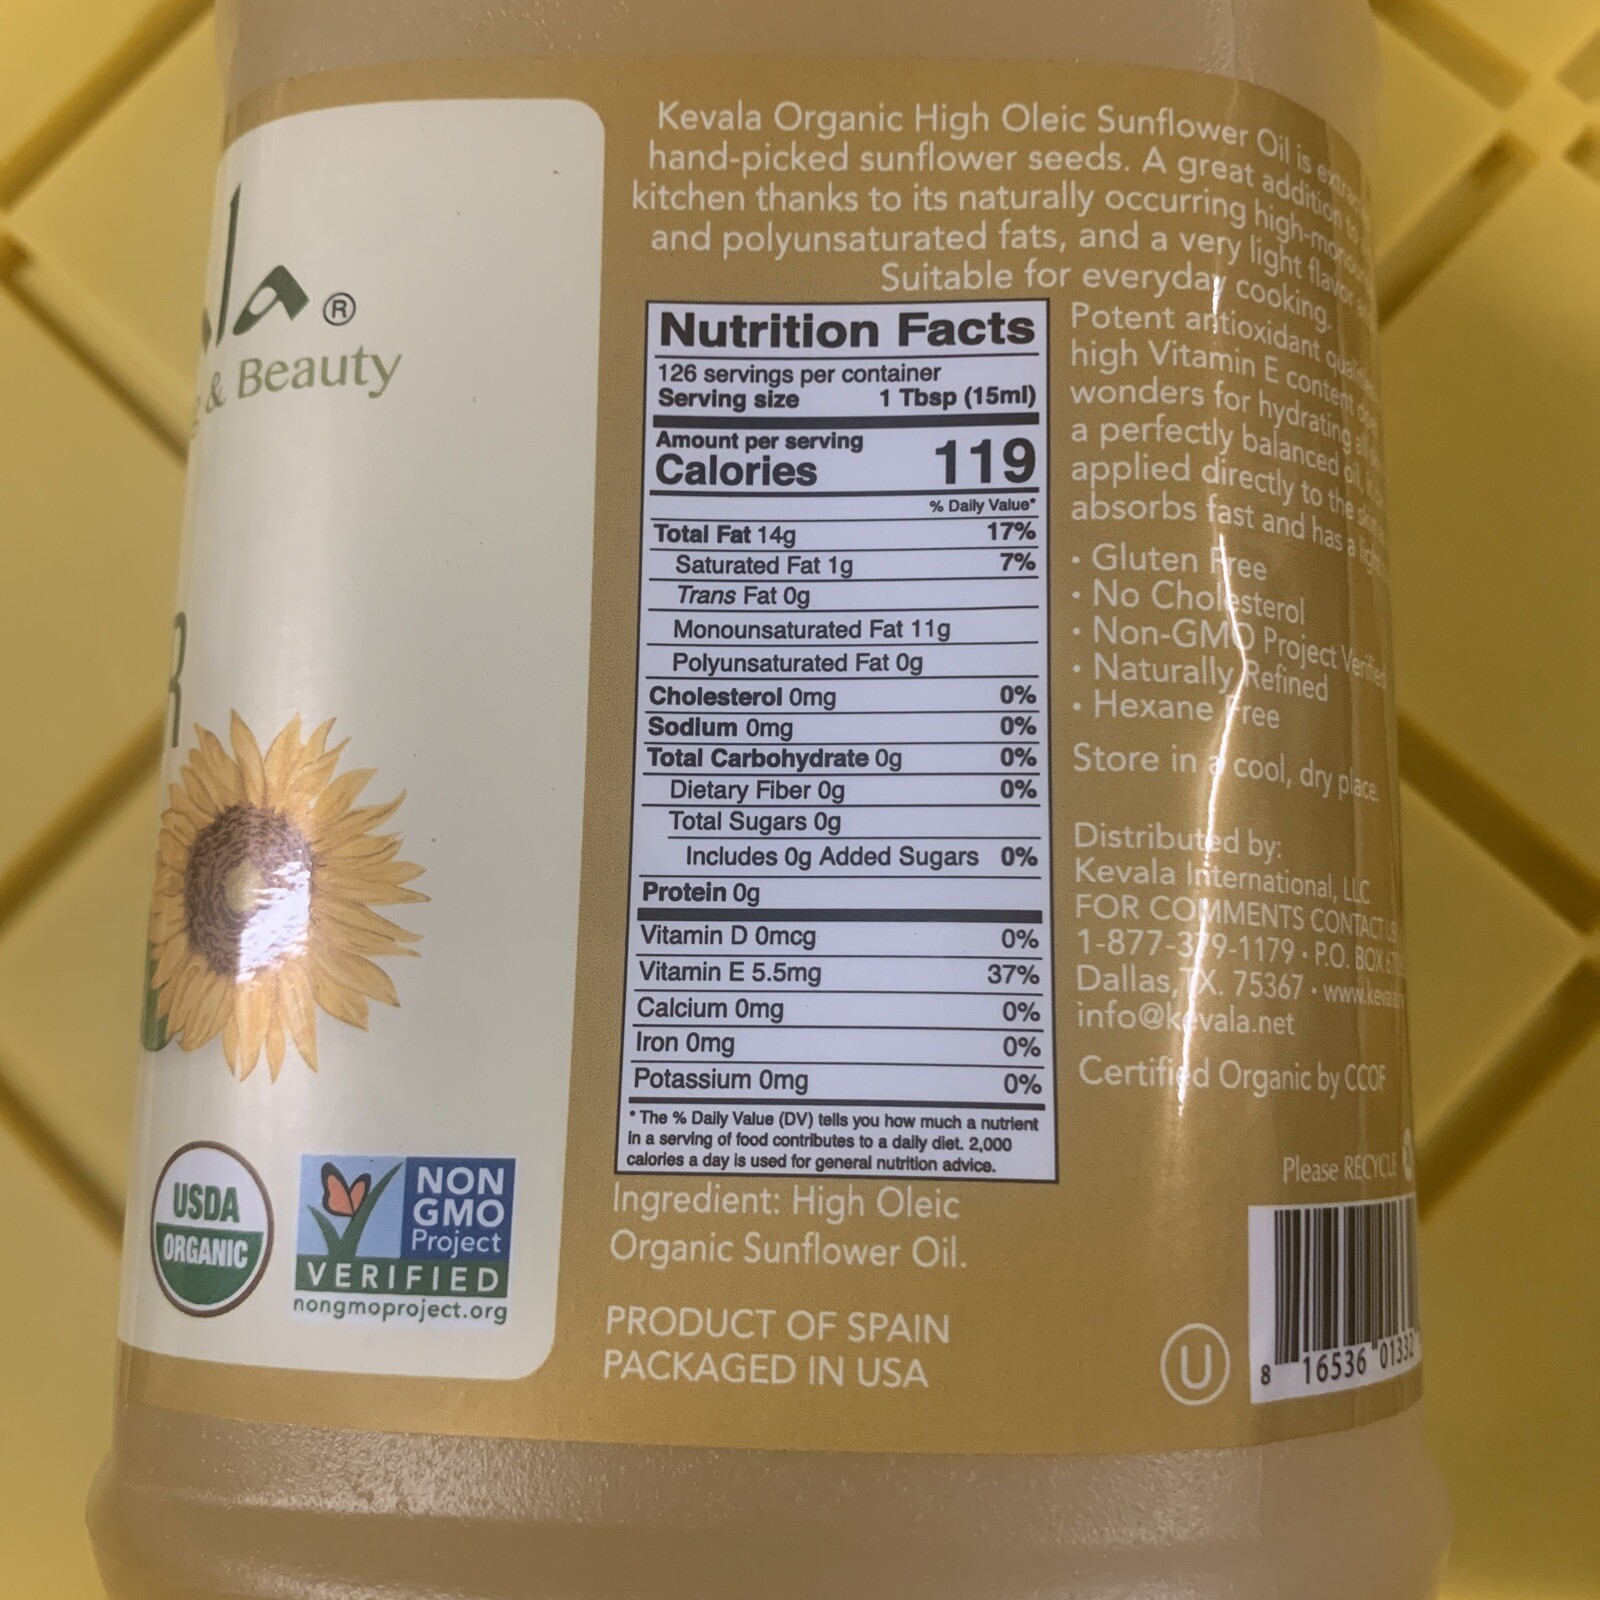 la®
& Beauty
R
USDA
ORGANIC
NON
GMO
Project
VERIFIED
nongmoproject.org
Kevala Organic High Oleic Sunflower Oil is
hand-picked sunflower seeds. A great addition to
kitchen thanks to its naturally occurring
and polyunsaturated fats, and a very light flavor
Suitable for everyday cooking.
Nutrition Facts
126 servings per container
Serving size 1 Tbsp (15ml)
Amount per serving
Calories 119
% Daily Value*
Total Fat 14g 17%
Saturated Fat 1g 7%
Trans Fat 0g
Monounsaturated Fat 11g
Polyunsaturated Fat 0g
Cholesterol 0mg 0%
Sodium 0mg 0%
Total Carbohydrate 0g 0%
Dietary Fiber 0g 0%
Total Sugars 0g
Includes 0g Added Sugars 0%
Protein 0g
Vitamin D 0mcg 0%
Vitamin E 5.5mg 37%
Calcium 0mg 0%
Iron 0mg 0%
Potassium 0mg 0%
* The % Daily Value (DV) tells you how much a nutrient
in a serving of food contributes to a daily diet. 2,000
calories a day is used for general nutrition advice.
Ingredient: High Oleic
Organic Sunflower Oil.
PRODUCT OF SPAIN
PACKAGED IN USA
Potent antioxidant
high Vitamin E content
wonders for hydrating
a perfectly balanced oil,
applied directly to the
absorbs fast and has a
• Gluten Free
• No Cholesterol
• Non-GMO Project Verified
• Naturally Refined
• Hexane Free
Store in a cool, dry place.
Distributed by:
Kevala International, LLC
FOR COMMENTS CONTACT US
1-877-379-1179 • P.O. BOX
Dallas, TX. 75367 •
info@kevala.net
Certified Organic by CCOF
Please RECYCLE
U
8 16536 01332